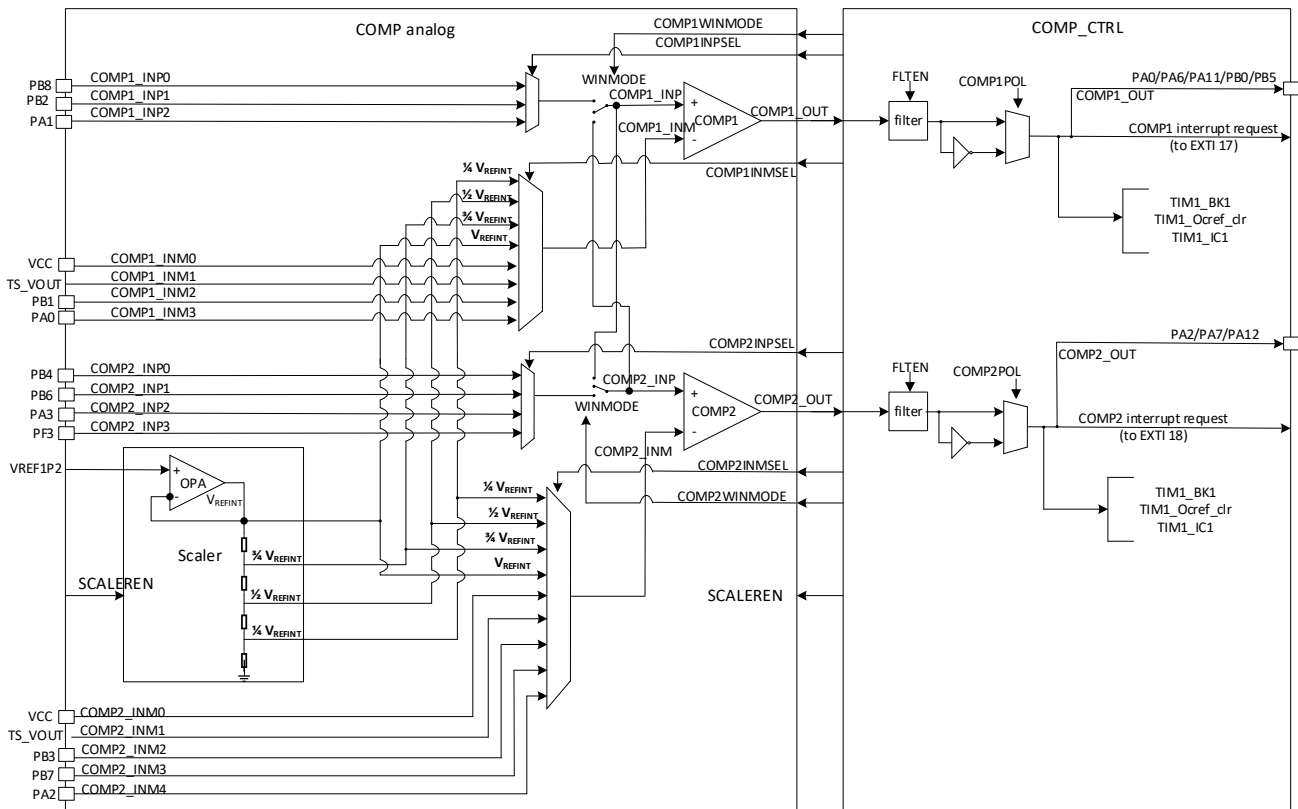 COMP analog
COMP_CTRL
COMP1WINMODE
COMP1INPSEL
WINMODE
PB8
COMP1_INP0
PB2
COMP1_INP1
PA1
COMP1_INP2
COMP1_INP
COMP1_INM
+
-
COMP1
COMP1_OUT
FLTEN
filter
COMP1POL
PA0/PA6/PA11/PB0/PB5
COMP1_OUT
COMP1 interrupt request
(to EXTI 17)
TIM1_BK1
TIM1_Ocref_clr
TIM1_IC1
COMP1INMSEL
¼ VREFINT
½ VREFINT
¾ VREFINT
VREFINT
VCC
COMP1_INM0
TS_VOUT
COMP1_INM1
PB1
COMP1_INM2
PA0
COMP1_INM3
COMP2INPSEL
PB4
COMP2_INP0
PB6
COMP2_INP1
PA3
COMP2_INP2
PF3
COMP2_INP3
COMP2_INP
WINMODE
+
-
COMP2
COMP2_OUT
COMP2_INM
FLTEN
filter
COMP2POL
PA2/PA7/PA12
COMP2_OUT
COMP2 interrupt request
(to EXTI 18)
TIM1_BK1
TIM1_Ocref_clr
TIM1_IC1
COMP2INMSEL
COMP2WINMODE
VREF1P2
+
-
OPA
VREFINT
Scaler
¾ VREFINT
½ VREFINT
¼ VREFINT
SCALEREN
¼ VREFINT
½ VREFINT
¾ VREFINT
VREFINT
SCALEREN
VCC
COMP2_INM0
TS_VOUT
COMP2_INM1
PB3
COMP2_INM2
PB7
COMP2_INM3
PA2
COMP2_INM4